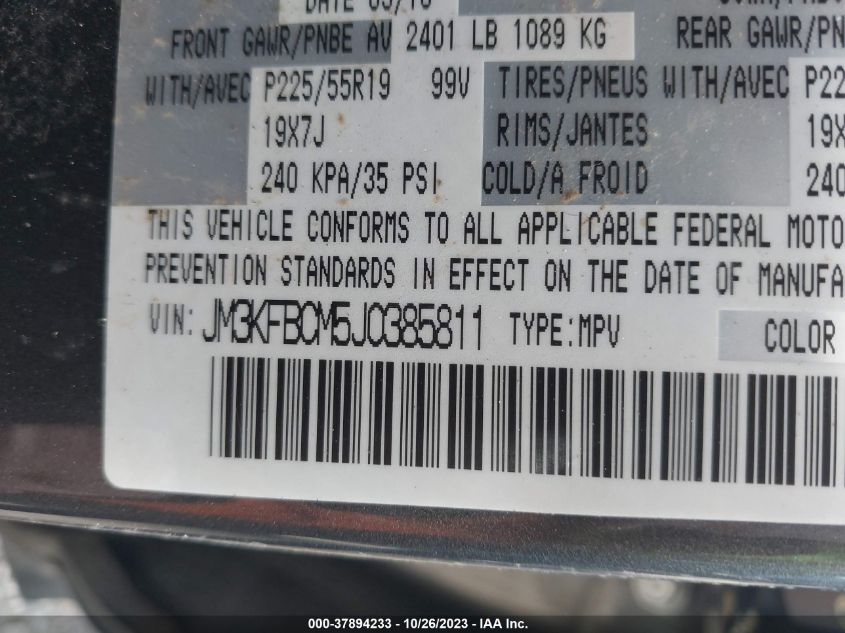 DATE
FRONT GAWR/PNBE AV 2401 LB 1089 KG REAR GAWR/PN
WITH/AVEC P225/55R19 99V TIRES/PNEUS WITH/AVEC P22
19X7J RIMS/JANTES 19X
240 KPA/35 PSI COLD/A FROID 240
THIS VEHICLE CONFORMS TO ALL APPLICABLE FEDERAL MOTO
PREVENTION STANDARDS IN EFFECT ON THE DATE OF MANUFA
VIN: JM3KFBCM5J0385811 TYPE:MPV COLOR
000-37894233 - 10/26/2023 - IAAI Inc.